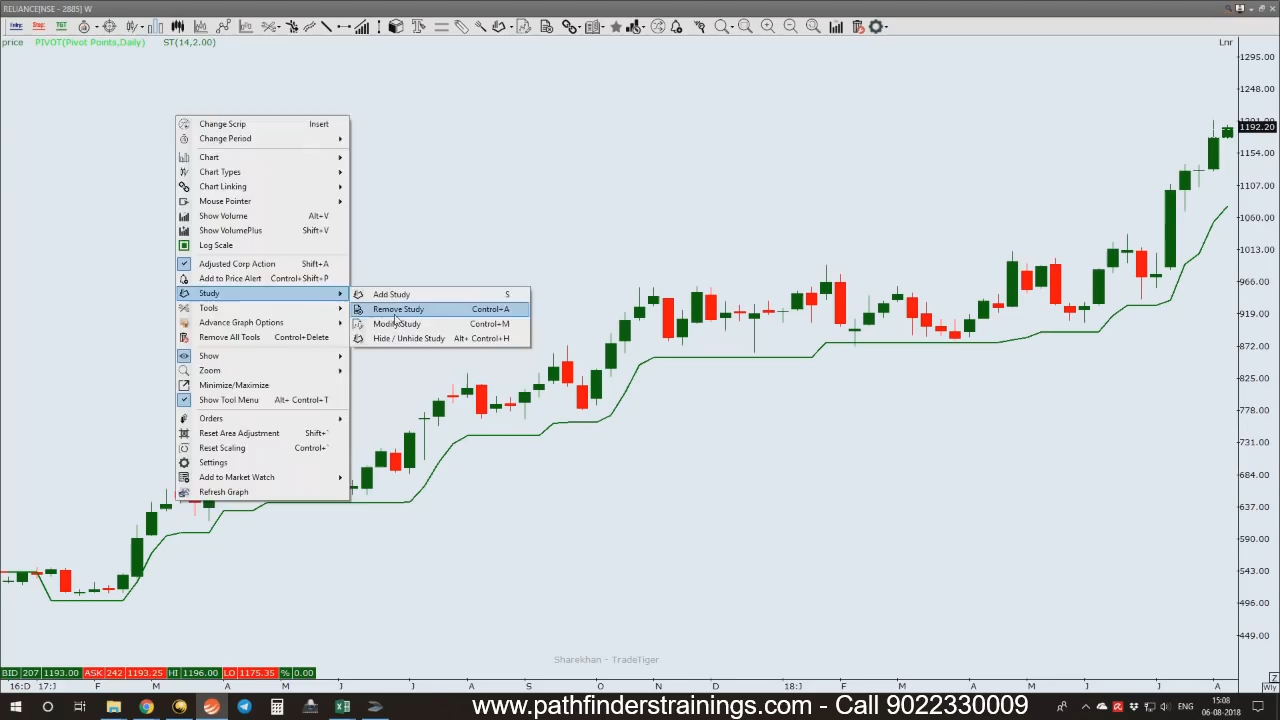 RELIANCE[NSE - 2885] W
price PIVOT(Pivot Points,Daily) ST(14,2.00)
Lnr
1295.00
1248.00
1192.20
1154.00
1107.00
1060.00
1013.00
966.00
919.00
872.00
825.00
778.00
731.00
684.00
637.00
590.00
543.00
496.00
449.00
Change Scrip Insert
Change Period
Chart
Chart Types
Chart Linking
Mouse Pointer
Show Volume Alt+V
Show VolumePlus Shift+V
Log Scale
Adjusted Corp Action Shift+A
Add to Price Alert Control+Shift+P
Study
Tools
Advance Graph Options
Remove All Tools Control+Delete
Show
Zoom
Minimize/Maximize
Show Tool Menu Alt+ Control+T
Orders
Reset Area Adjustment Shift+`
Reset Scaling Control+`
Settings
Add to Market Watch
Refresh Graph
Add Study S
Remove Study Control+A
Modify Study Control+M
Hide / Unhide Study Alt+ Control+H
Sharekhan - TradeTiger
BID 207 1193.00 ASK 242 1193.25 HI 1196.00 LO 1175.35 % 0.00
16:D 17:J F M A M J J A S O N D 18:J F M A M J J A
Wly
www.pathfinderstrainings.com - Call 9022330009
15:08
06-08-2018